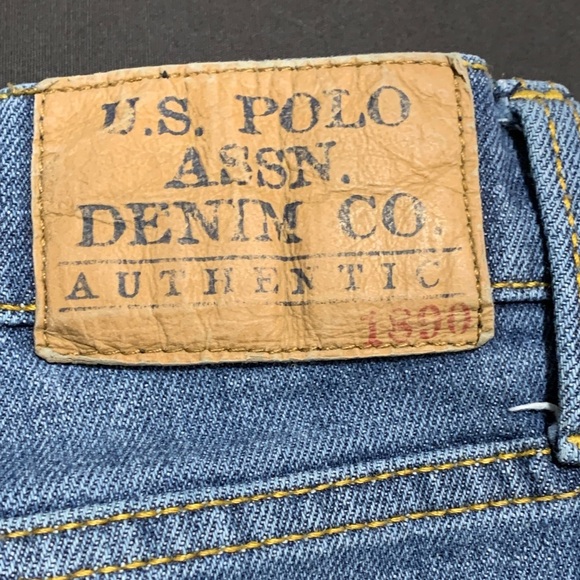 U.S. POLO
ASSN.
DENIM CO.
AUTHENTIC
1890